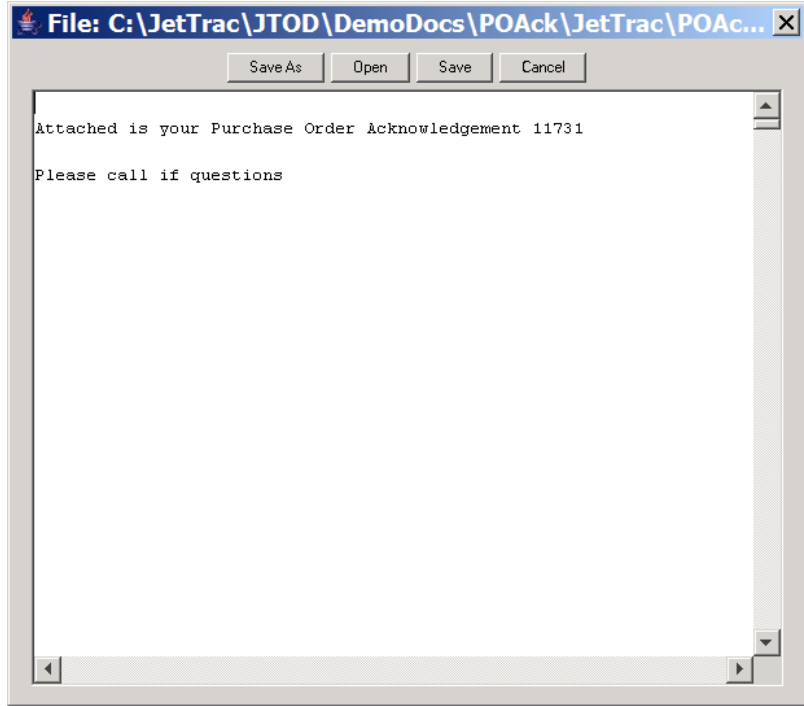 File: C:\JetTrac\JTOD\DemoDocs\POAck\JetTrac\POAc...
Save As Open Save Cancel
Attached is your Purchase Order Acknowledgement 11731
Please call if questions